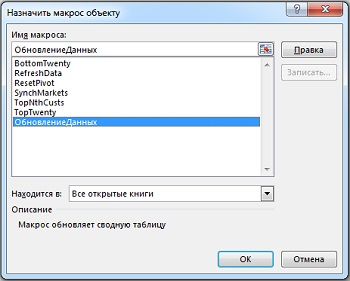 Назначить макрос объекту
Имя макроса:
ОбновлениеДанных
Правка
BottomTwenty
RefreshData
ResetPivot
SynchMarkets
TopNthCusts
TopTwenty
ОбновлениеДанных
Записать...
Находится в:
Все открытые книги
Описание
Макрос обновляет сводную таблицу
ОК
Отмена